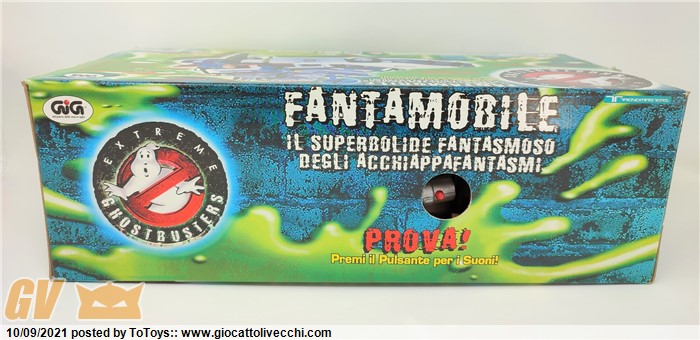 GiG
FANTAMOBILE
IL SUPERBOLIDE FANTASMOSO
DEGLI ACCHIAPPAFANTASMI
EXTREME
GHOSTBUSTERS
PROVA!
Premi il Pulsante per i Suoni!
GV
10/09/2021 posted by ToToys:: www.giocattolivecchi.com